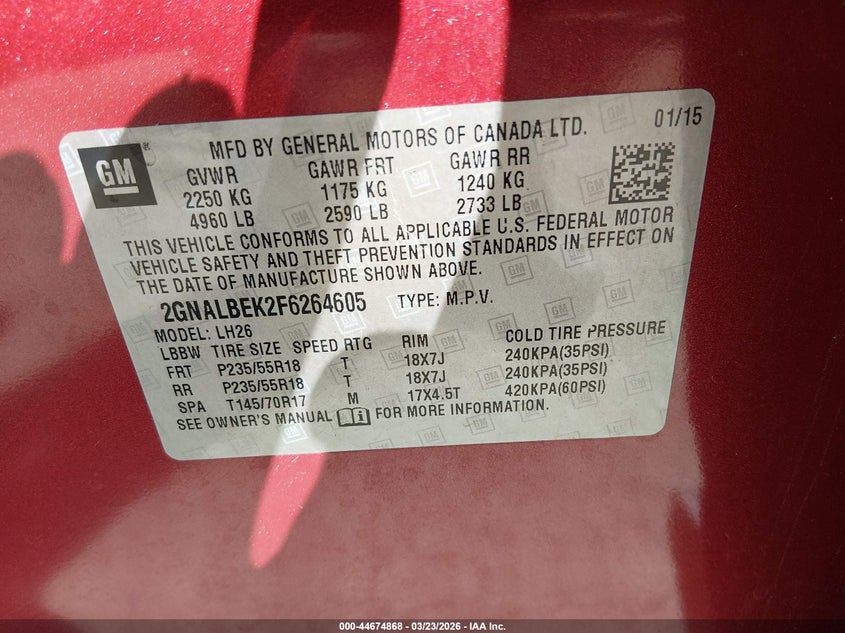 MFD BY GENERAL MOTORS OF CANADA LTD. 01/15
GM ®
GVWR GAWR FRT GAWR RR
2250 KG 1175 KG 1240 KG
4960 LB 2590 LB 2733 LB
THIS VEHICLE CONFORMS TO ALL APPLICABLE U.S. FEDERAL MOTOR
VEHICLE SAFETY AND THEFT PREVENTION STANDARDS IN EFFECT ON
THE DATE OF MANUFACTURE SHOWN ABOVE.
2GNALBEK2F6264605 TYPE: M.P.V.
MODEL: LH26
LBBW TIRE SIZE SPEED RTG RIM COLD TIRE PRESSURE
FRT P235/55R18 T 18X7J 240KPA(35PSI)
RR P235/55R18 T 18X7J 240KPA(35PSI)
SPA T145/70R17 M 17X4.5T 420KPA(60PSI)
SEE OWNER'S MANUAL FOR MORE INFORMATION.
000-44674868 - 03/23/2026 - IAA Inc.